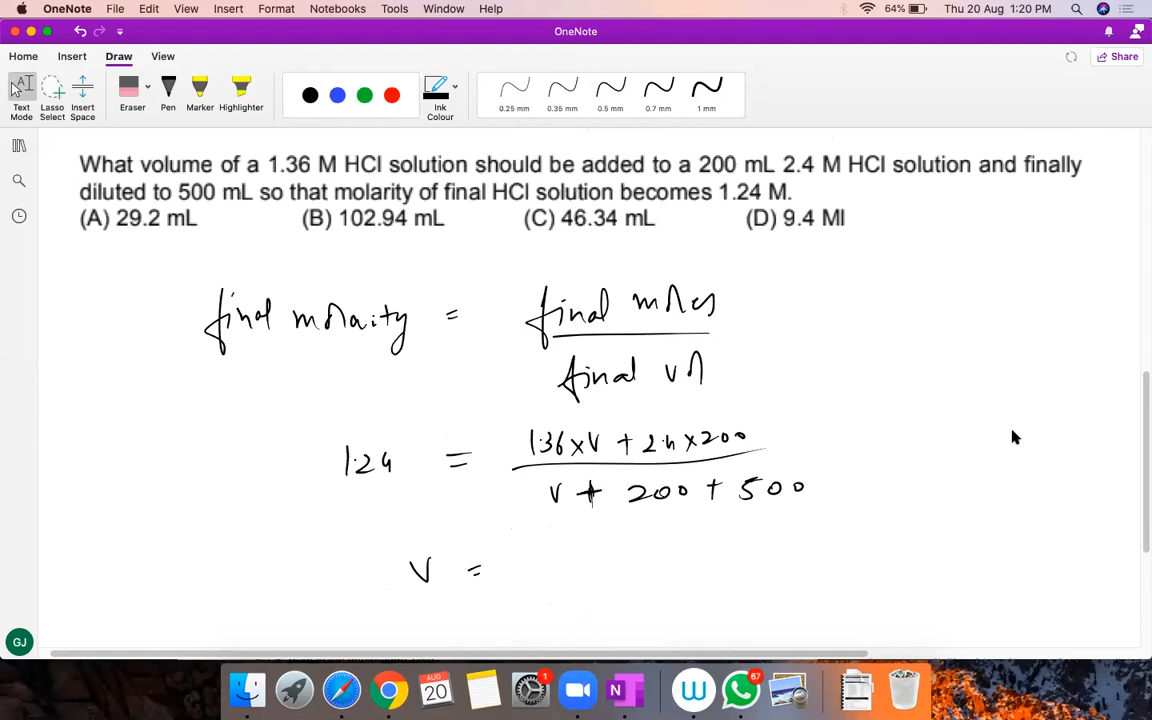 OneNote File Edit View Insert Format Notebooks Tools Window Help 64% Thu 20 Aug 1:20 PM
OneNote
Home Insert Draw View Share
Text Mode Lasso Select Insert Space Eraser Pen Marker Highlighter Ink Colour 0.25 mm 0.35 mm 0.5 mm 0.7 mm 1 mm
What volume of a 1.36 M HCl solution should be added to a 200 mL 2.4 M HCl solution and finally
diluted to 500 mL so that molarity of final HCl solution becomes 1.24 M.
(A) 29.2 mL (B) 102.94 mL (C) 46.34 mL (D) 9.4 Ml
final molaity = final moles
final vol
1.24 = 1.36 x V + 2.4 x 200
V + 200 + 500
V =
GJ
AUG 20 1 67